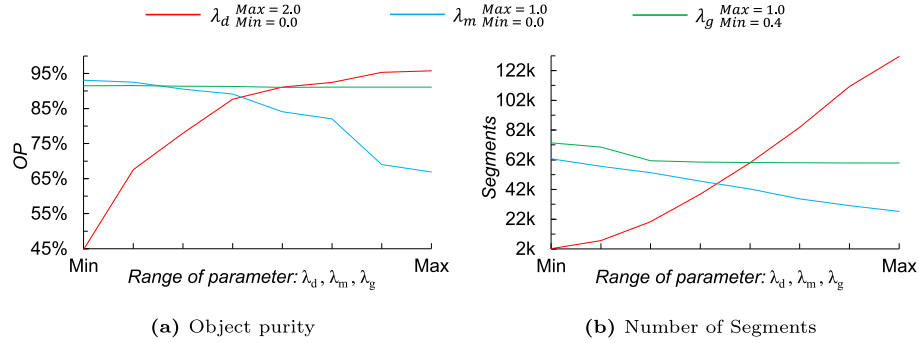 λd Max = 2.0 Min = 0.0 λm Max = 1.0 Min = 0.0 λg Max = 1.0 Min = 0.4
95%
85%
75%
65%
55%
45%
OP
Min Max
Range of parameter: λd , λm , λg
(a) Object purity
122k
102k
82k
62k
42k
22k
2k
Segments
Min Max
Range of parameter: λd , λm , λg
(b) Number of Segments